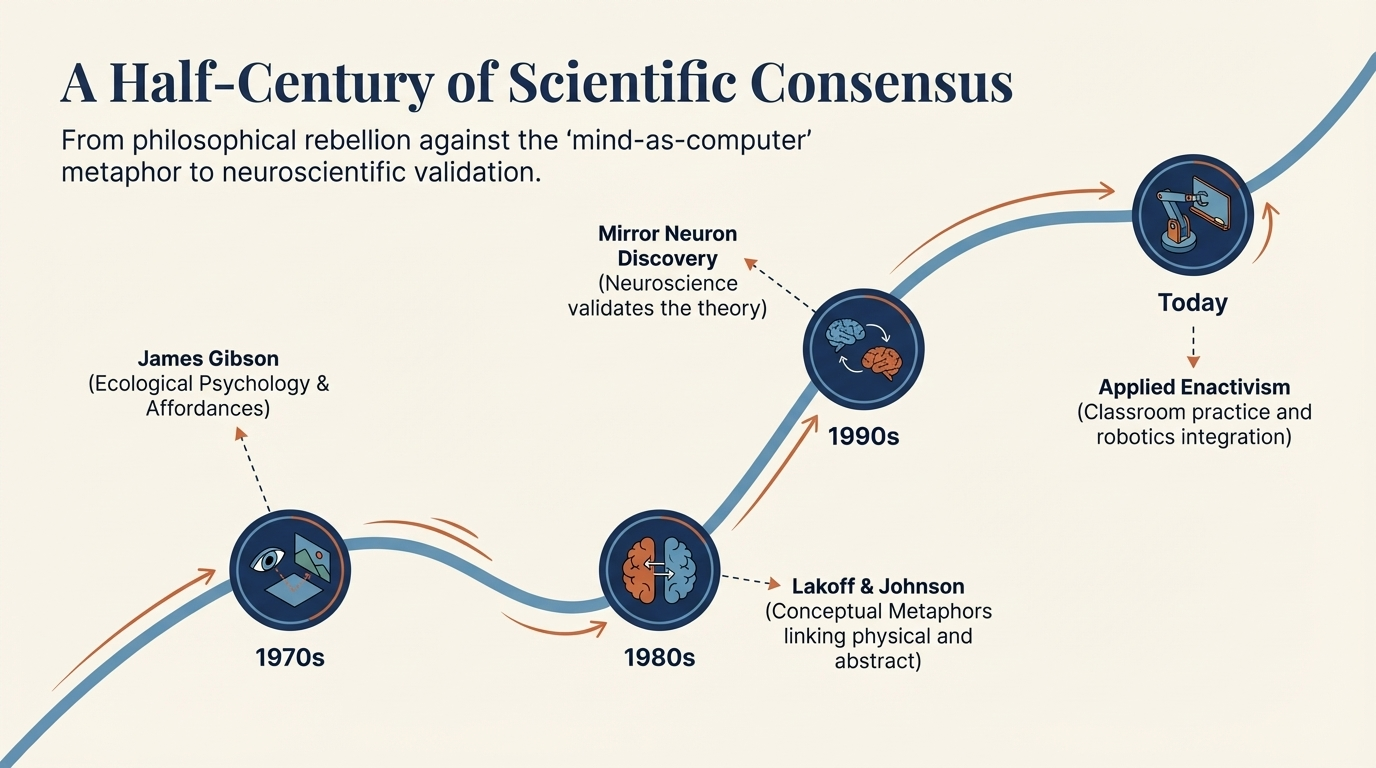 A Half-Century of Scientific Consensus
From philosophical rebellion against the ‘mind-as-computer’
metaphor to neuroscientific validation.
James Gibson
(Ecological Psychology &
Affordances)
1970s
1980s
Lakoff & Johnson
(Conceptual Metaphors
linking physical and
abstract)
Mirror Neuron
Discovery
(Neuroscience
validates the theory)
1990s
Today
Applied Enactivism
(Classroom practice and
robotics integration)